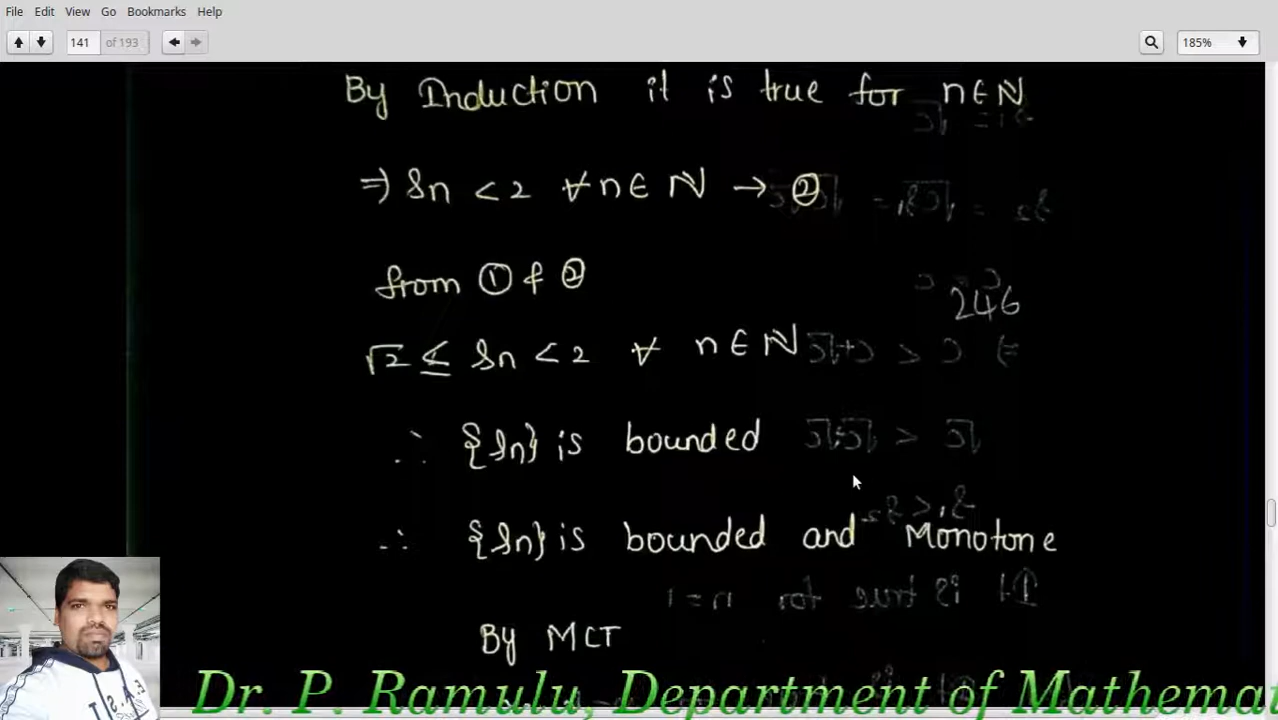 File Edit View Go Bookmarks Help
141 of 193 185%
By Induction it is true for n∈N
⇒ Sn < 2 ∀ n∈ N → ②
from ① & ②
246
√2 ≤ Sn < 2 ∀ n∈N
∴ {Sn} is bounded
∴ {Sn} is bounded and Monotone
By MCT
Dr. P. Ramulu, Department of Mathemat